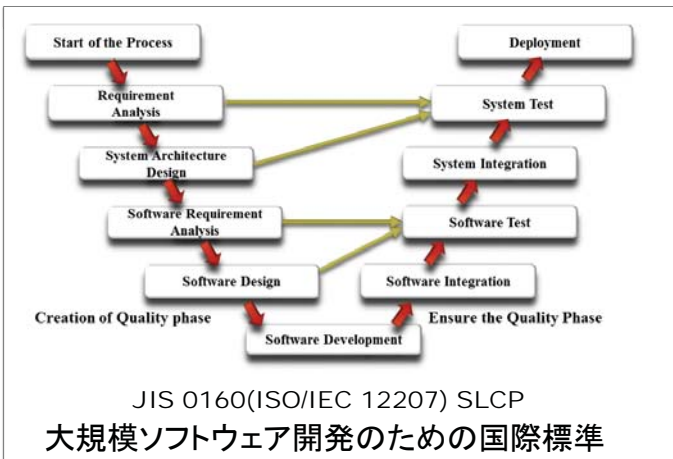 Start of the Process
Deployment
Requirement
Analysis
System Test
System Architecture
Design
System Integration
Software Requirement
Analysis
Software Test
Software Design
Software Integration
Creation of Quality phase
Ensure the Quality Phase
Software Development
JIS 0160(ISO/IEC 12207) SLCP
大規模ソフトウェア開発のための国際標準